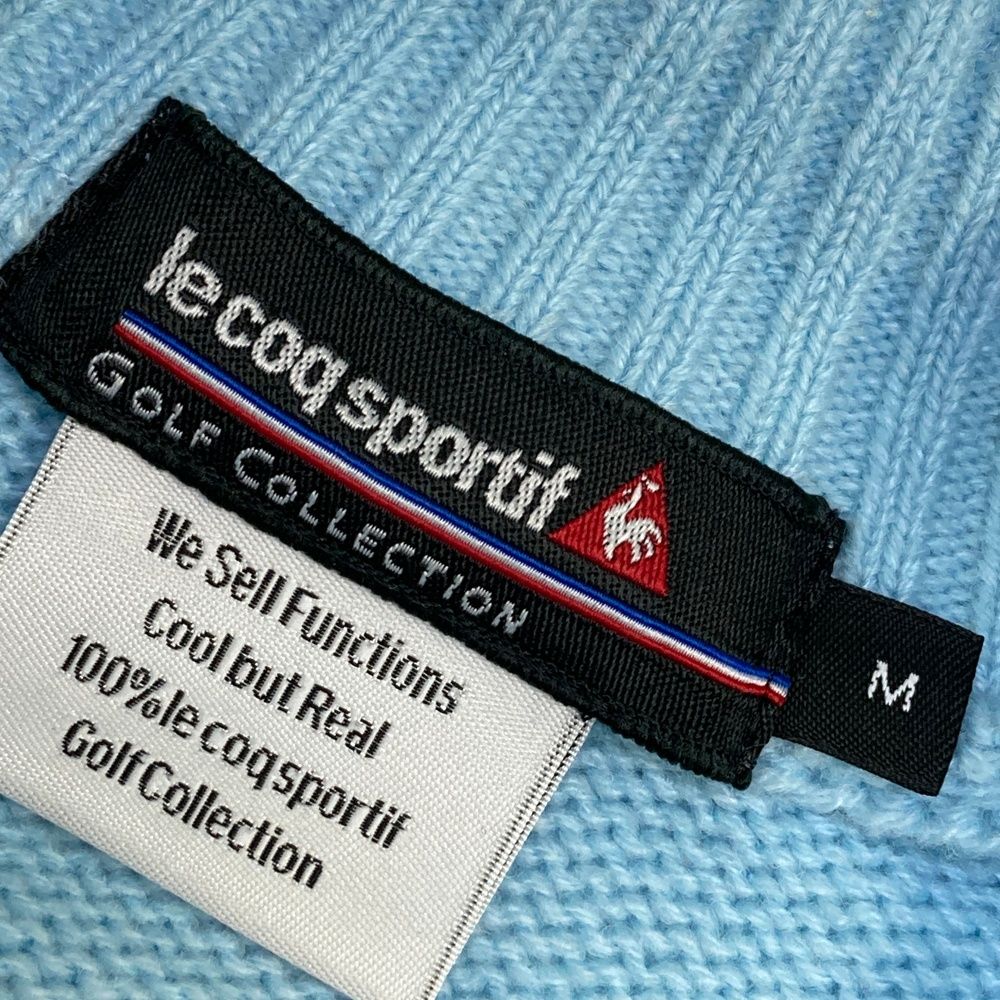 le coq sportif
GOLF COLLECTION
M
We Sell Functions
Cool but Real
100% le coq sportif
Golf Collection